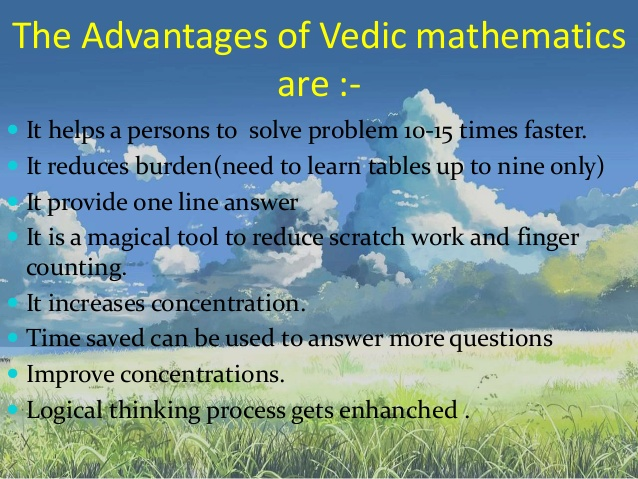 The Advantages of Vedic mathematics
are :-
It helps a persons to  solve problem 10-15 times faster.
It reduces burden(need to learn tables up to nine only)
It provide one line answer
It is a magical tool to reduce scratch work and finger
counting.
It increases concentration.
Time saved can be used to answer more questions
Improve concentrations.
Logical thinking process gets enhanched .